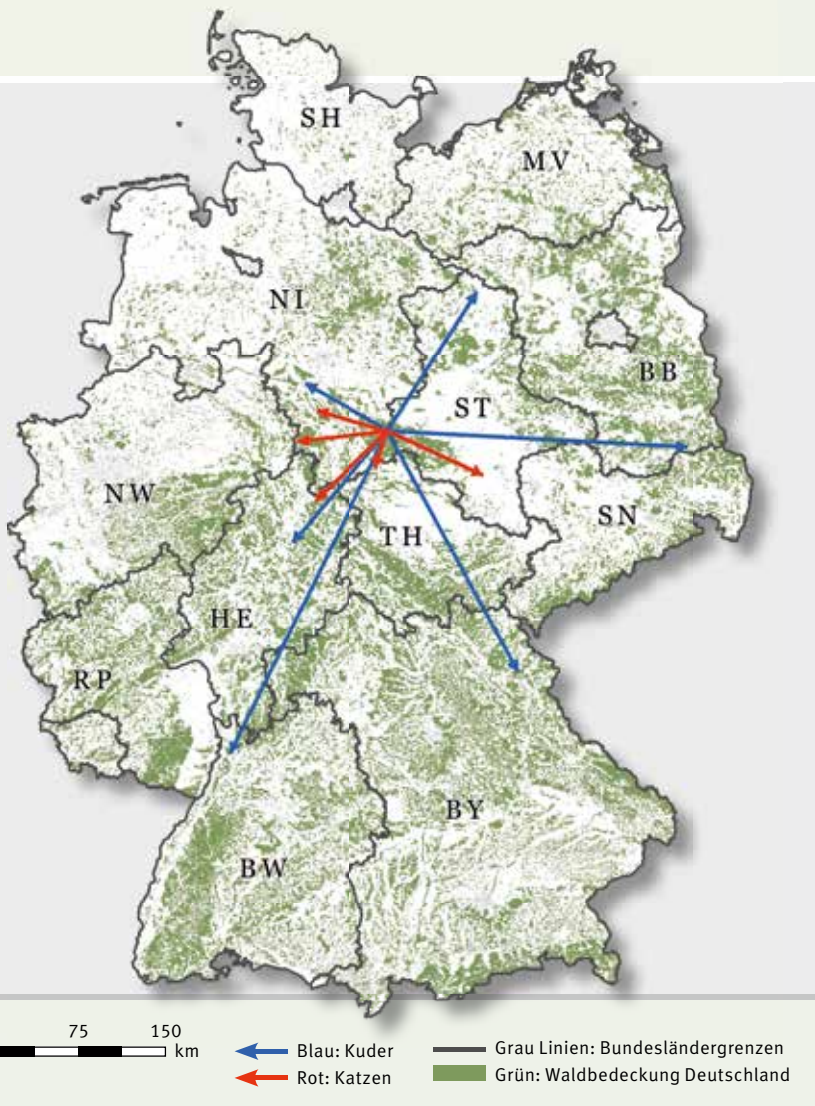 SH
MV
NI
BB
ST
NW
SN
TH
HE
RP
BY
BW
75 150
km
Blau: Kuder
Rot: Katzen
Grau Linien: Bundesländergrenzen
Grün: Waldbedeckung Deutschland